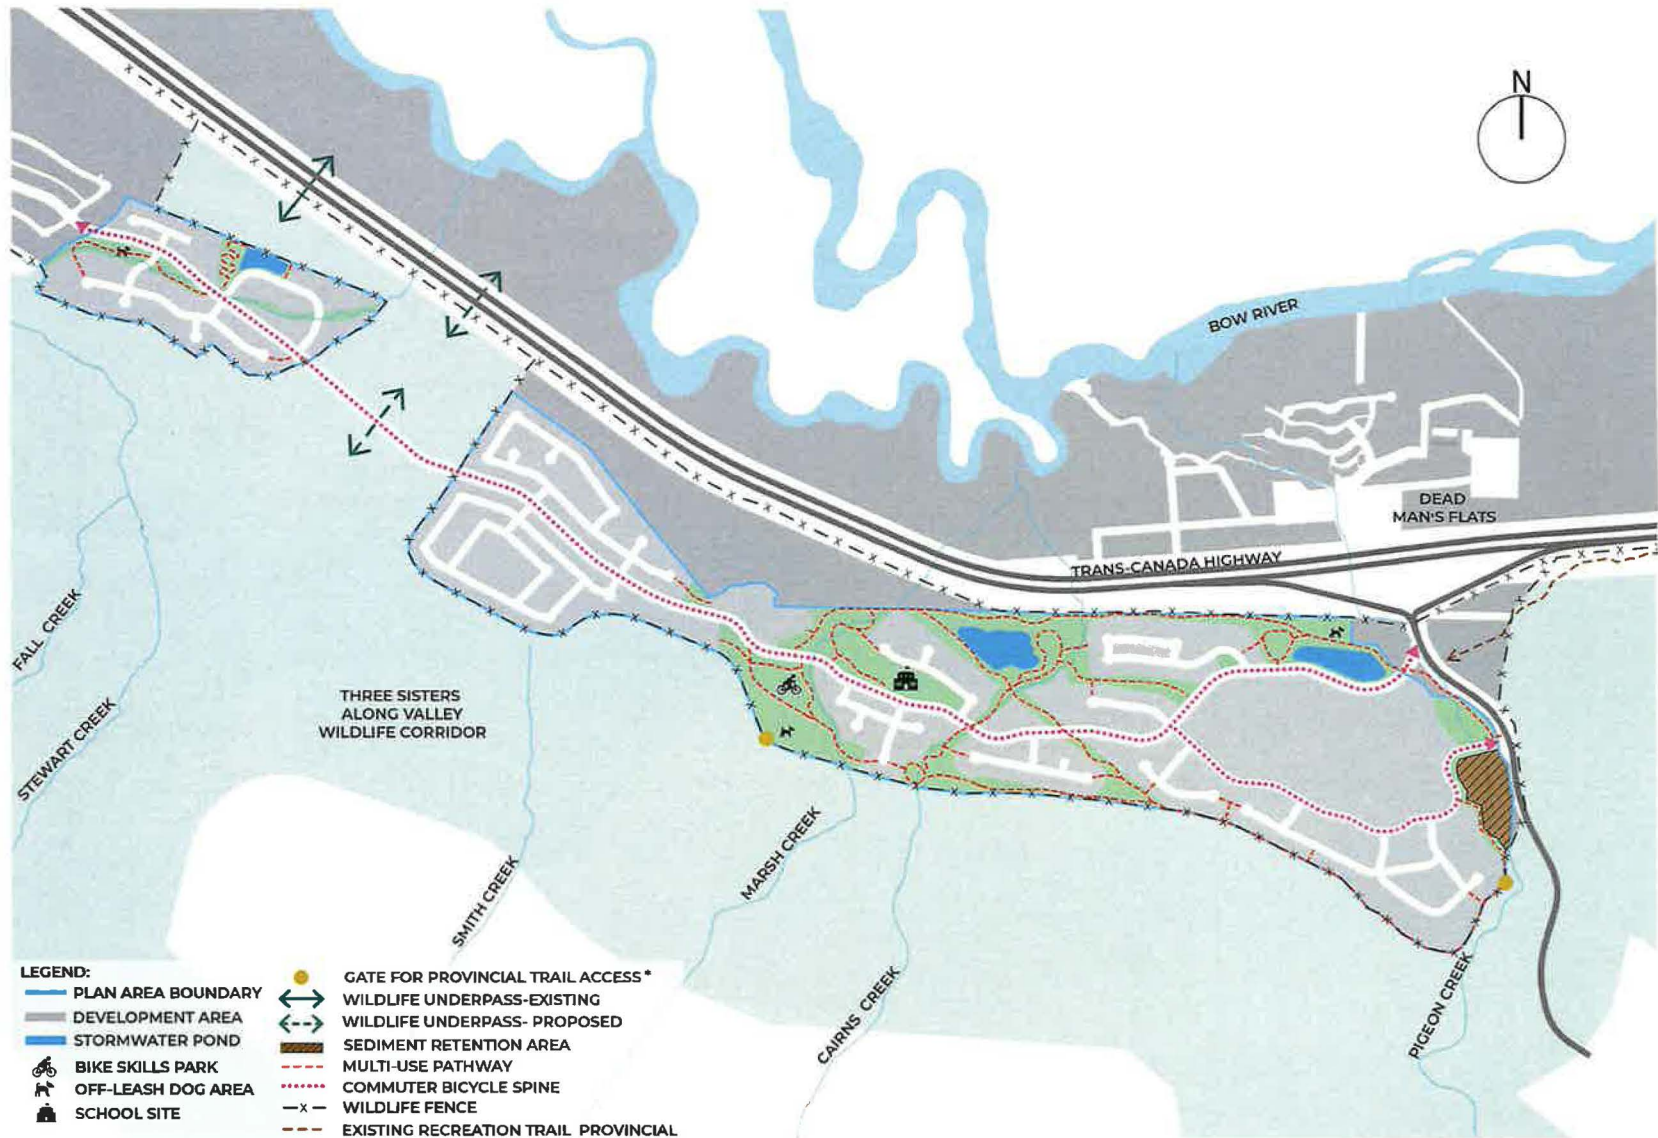 N
BOW RIVER
DEAD
MAN'S FLATS
TRANS-CANADA HIGHWAY
FALL CREEK
STEWART CREEK
THREE SISTERS
ALONG VALLEY
WILDLIFE CORRIDOR
SMITH CREEK
MARSH CREEK
CAIRNS CREEK
PIGEON CREEK
LEGEND:
PLAN AREA BOUNDARY
DEVELOPMENT AREA
STORMWATER POND
BIKE SKILLS PARK
OFF-LEASH DOG AREA
SCHOOL SITE
GATE FOR PROVINCIAL TRAIL ACCESS*
WILDLIFE UNDERPASS-EXISTING
WILDLIFE UNDERPASS- PROPOSED
SEDIMENT RETENTION AREA
MULTI-USE PATHWAY
COMMUTER BICYCLE SPINE
WILDLIFE FENCE
EXISTING RECREATION TRAIL PROVINCIAL